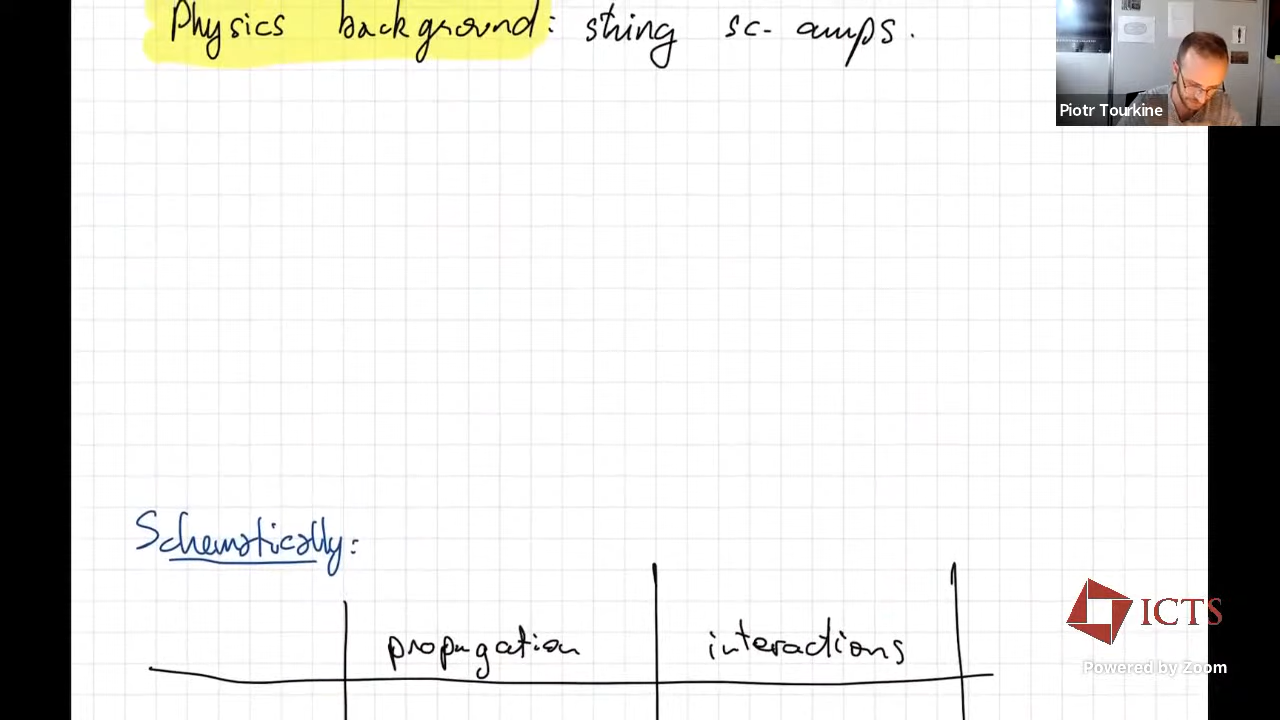 Physics background: string sc- amps.
Piotr Tourkine
Schematically:
propagation interactions
ICTS
Powered by Zoom